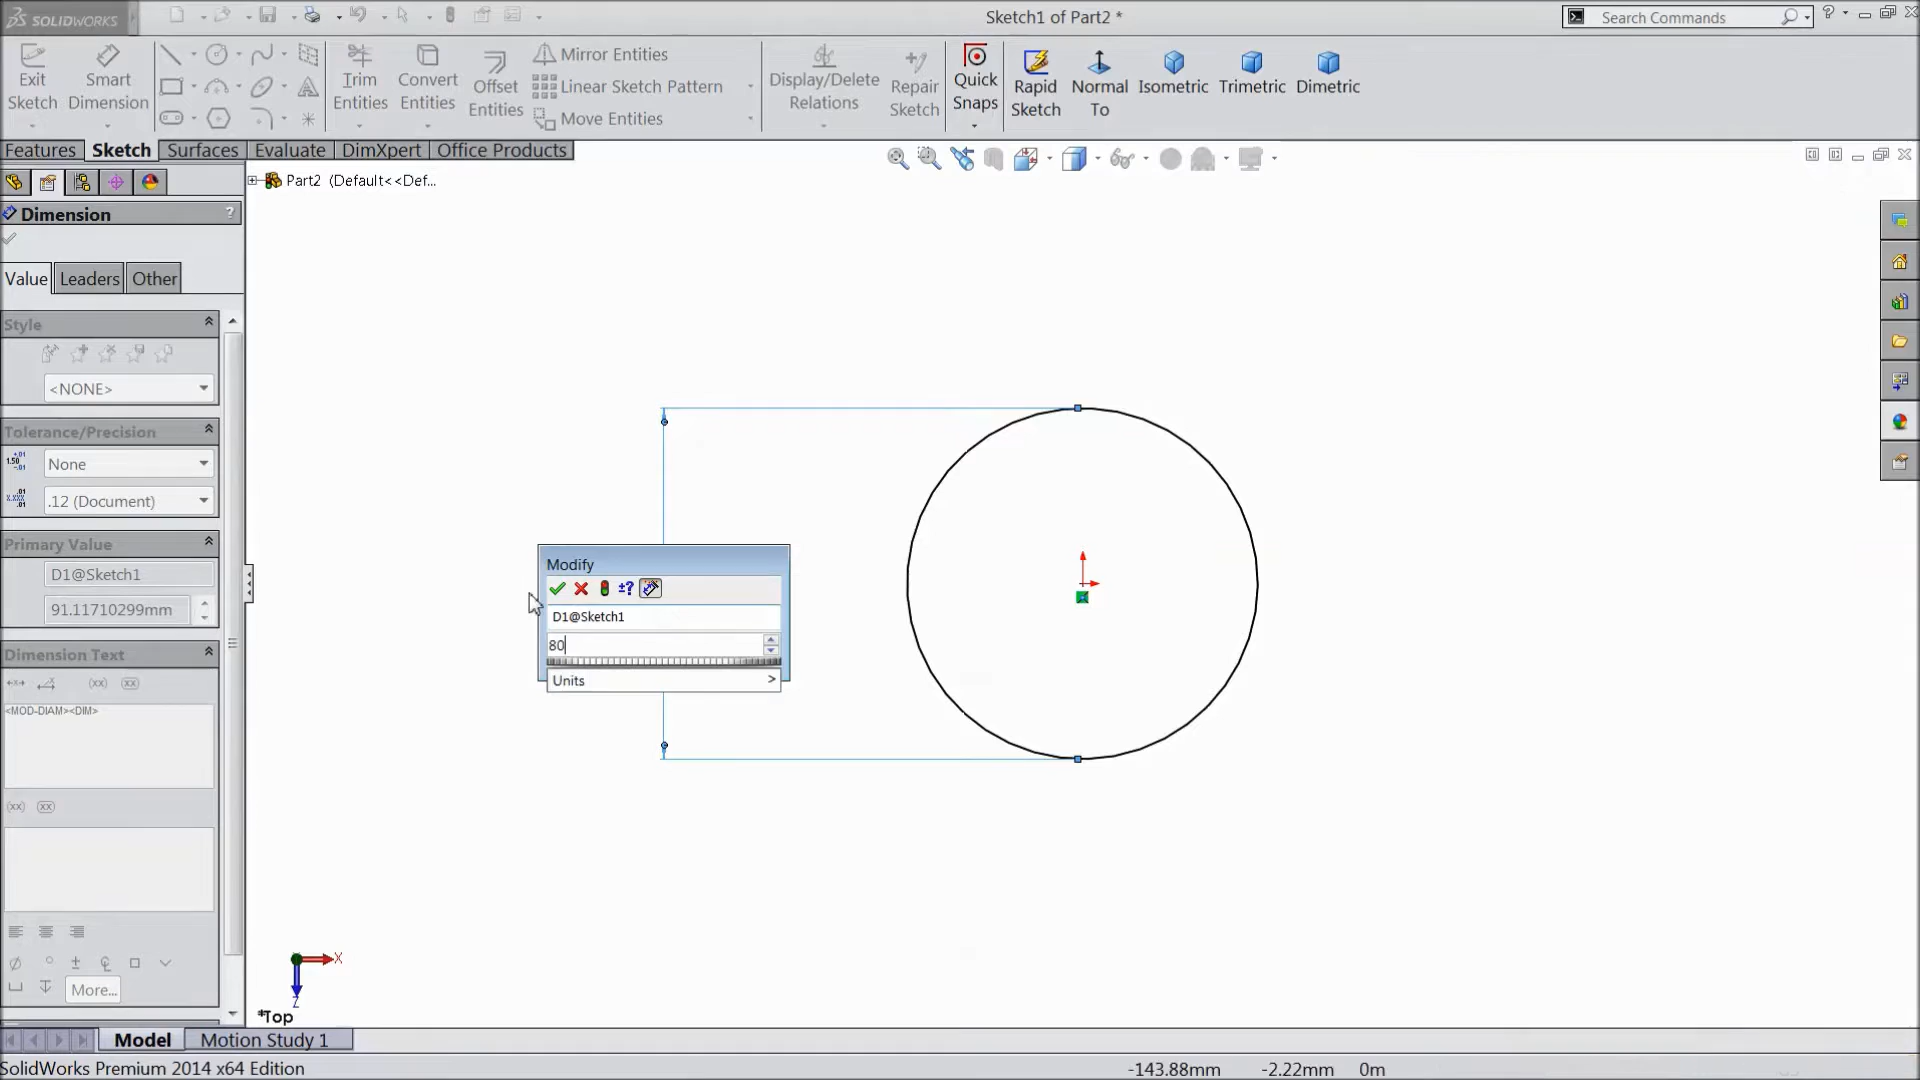 SOLIDWORKS
Sketch1 of Part2 *
Search Commands
?
Exit Sketch
Smart Dimension
Trim Entities
Convert Entities
Offset Entities
Mirror Entities
Linear Sketch Pattern
Move Entities
Display/Delete Relations
Repair Sketch
Quick Snaps
Rapid Sketch
Normal To
Isometric
Trimetric
Dimetric
Features
Sketch
Surfaces
Evaluate
DimXpert
Office Products
Part2 (Default<<Def...
Dimension
?
Value
Leaders
Other
Style
<NONE>
Tolerance/Precision
None
.12 (Document)
Primary Value
D1@Sketch1
91.11710299mm
Dimension Text
(xx) (xx)
<MOD-DIAM><DIM>
(xx) (xx)
More...
Modify
±?
D1@Sketch1
80
Units >
X
Z
*Top
Model
Motion Study 1
SolidWorks Premium 2014 x64 Edition
-143.88mm
-2.22mm
0m